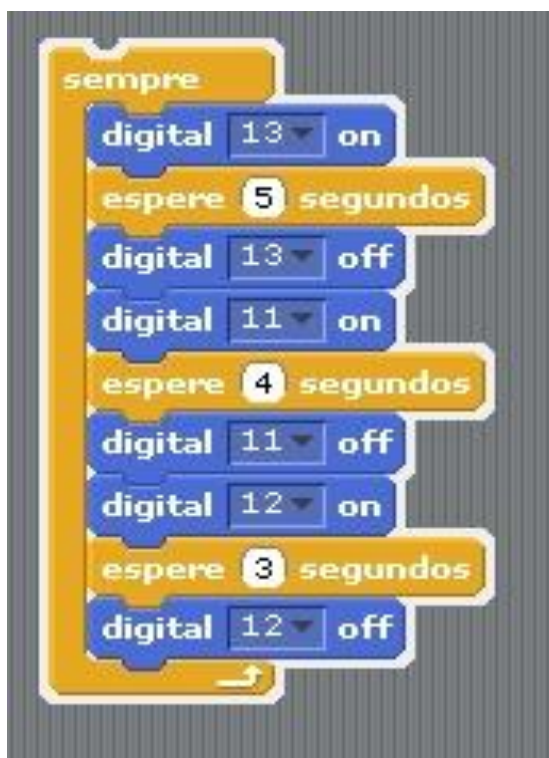 sempre
digital 13 on
espere 5 segundos
digital 13 off
digital 11 on
espere 4 segundos
digital 11 off
digital 12 on
espere 3 segundos
digital 12 off